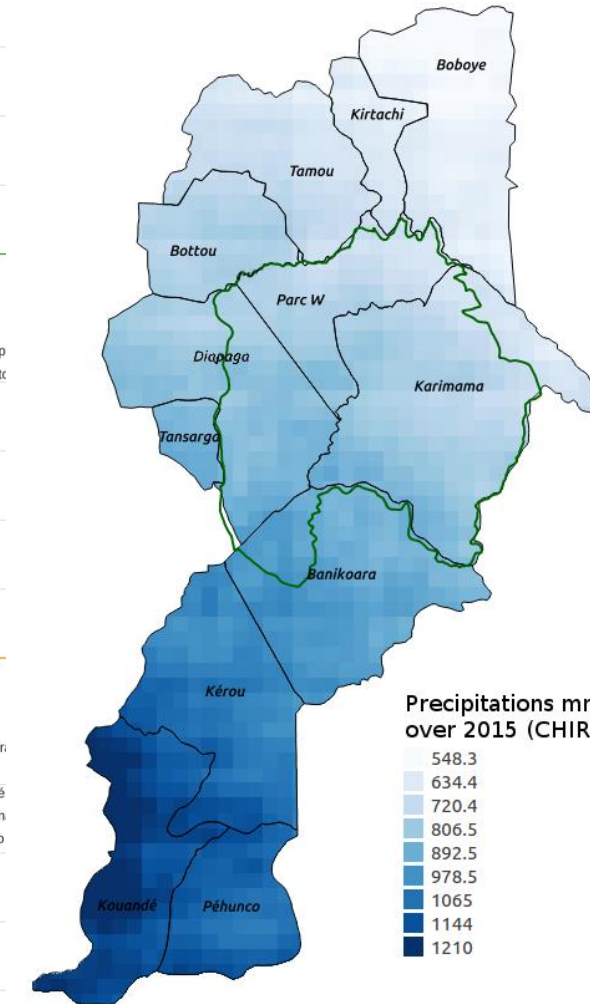 Boboye
Kirtachi
Tamou
Bottou
Parc W
Diapaga
Karimama
Tansarga
Banikoara
Kérou
Kouandé
Péhunco
Precipitations mm
over 2015 (CHIR
548.3
634.4
720.4
806.5
892.5
978.5
1065
1144
1210